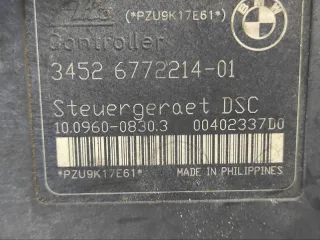 (*PZU9K17E61*)
Controller
3452 6772214-01
Steuergeraet DSC
10.0960-0830.3 00402337D0
*PZU9K17E61* MADE IN PHILIPPINES